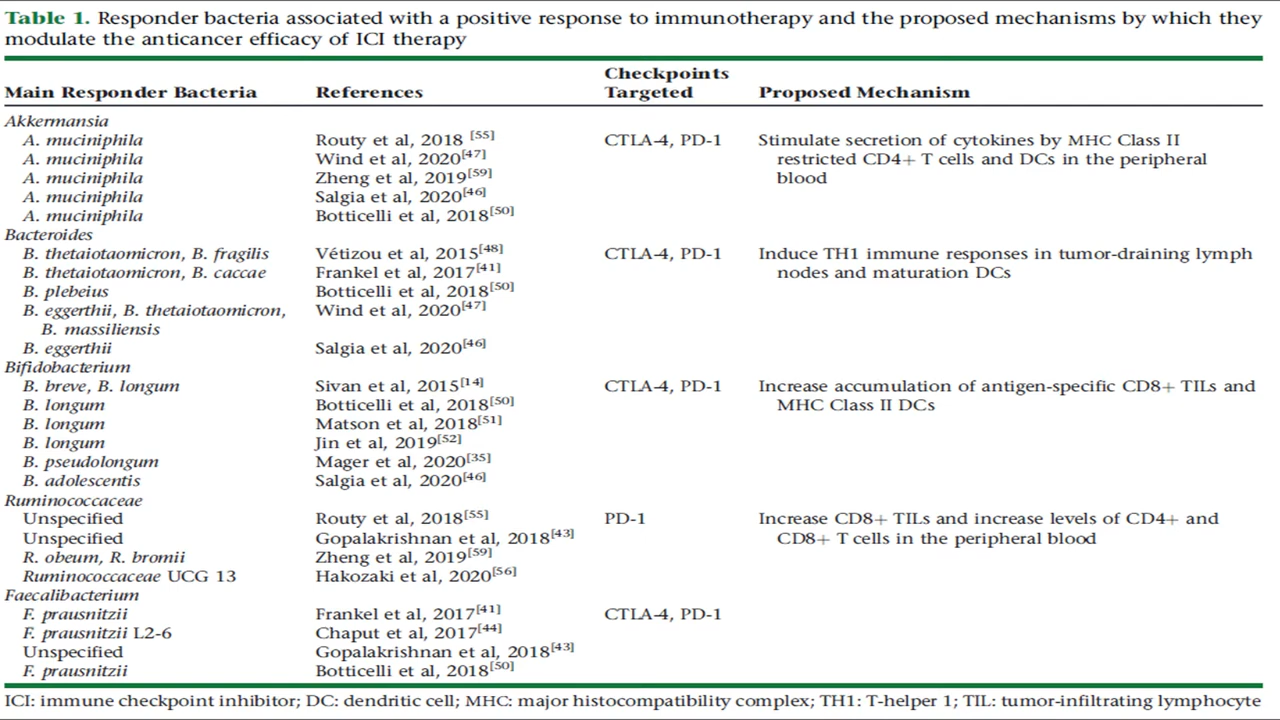 Table 1. Responder bacteria associated with a positive response to immunotherapy and the proposed mechanisms by which they
modulate the anticancer efficacy of ICI therapy
Main Responder Bacteria References Checkpoints Targeted Proposed Mechanism
Akkermansia
A. muciniphila Routy et al, 2018 [55] CTLA-4, PD-1 Stimulate secretion of cytokines by MHC Class II
A. muciniphila Wind et al, 2020[47] restricted CD4+ T cells and DCs in the peripheral
A. muciniphila Zheng et al, 2019[59] blood
A. muciniphila Salgia et al, 2020[46]
A. muciniphila Botticelli et al, 2018[50]
Bacteroides
B. thetaiotaomicron, B. fragilis Vétizou et al, 2015[48] CTLA-4, PD-1 Induce TH1 immune responses in tumor-draining lymph
B. thetaiotaomicron, B. caccae Frankel et al, 2017[41] nodes and maturation DCs
B. plebeius Botticelli et al, 2018[50]
B. eggerthii, B. thetaiotaomicron, Wind et al, 2020[47]
B. massiliensis
B. eggerthii Salgia et al, 2020[46]
Bifidobacterium
B. breve, B. longum Sivan et al, 2015[14] CTLA-4, PD-1 Increase accumulation of antigen-specific CD8+ TILs and
B. longum Botticelli et al, 2018[50] MHC Class II DCs
B. longum Matson et al, 2018[51]
B. longum Jin et al, 2019[52]
B. pseudolongum Mager et al, 2020[35]
B. adolescentis Salgia et al, 2020[46]
Ruminococcaceae
Unspecified Routy et al, 2018[55] PD-1 Increase CD8+ TILs and increase levels of CD4+ and
Unspecified Gopalakrishnan et al, 2018[43] CD8+ T cells in the peripheral blood
R. obeum, R. bromii Zheng et al, 2019[59]
Ruminococcaceae UCG 13 Hakozaki et al, 2020[56]
Faecalibacterium
F. prausnitzii Frankel et al, 2017[41] CTLA-4, PD-1
F. prausnitzii L2-6 Chaput et al, 2017[44]
Unspecified Gopalakrishnan et al, 2018[43]
F. prausnitzii Botticelli et al, 2018[50]
ICI: immune checkpoint inhibitor; DC: dendritic cell; MHC: major histocompatibility complex; TH1: T-helper 1; TIL: tumor-infiltrating lymphocyte